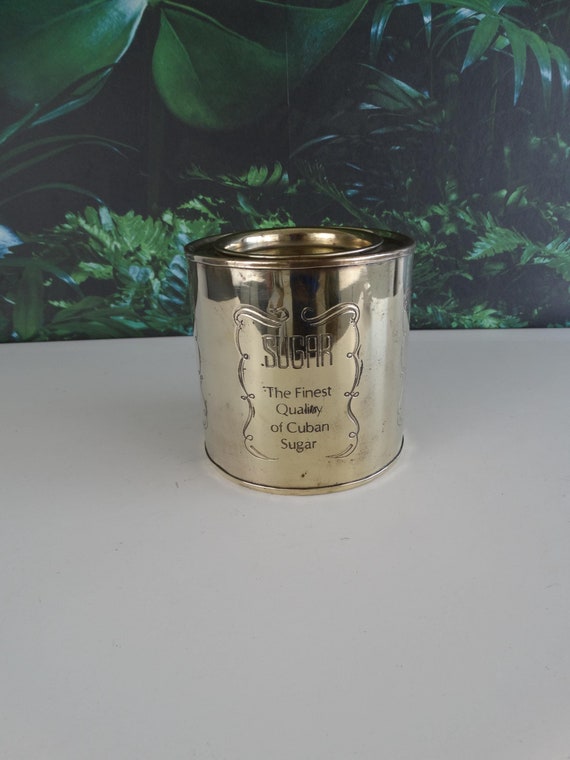 SUGAR
The Finest
Quality
of Cuban
Sugar